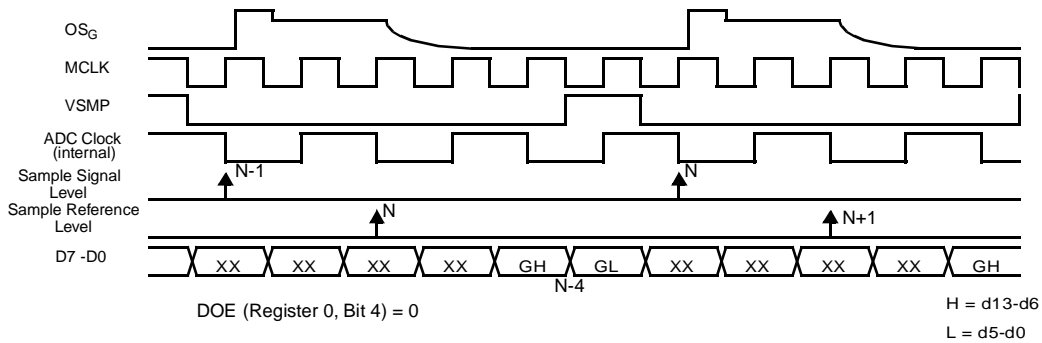 OSG
MCLK
VSMP
ADC Clock
(internal)
Sample Signal
Level
N-1
N
Sample Reference
Level
N
N+1
D7 -D0
XX XX XX XX GH GL XX XX XX XX GH
N-4
DOE (Register 0, Bit 4) = 0
H = d13-d6
L = d5-d0